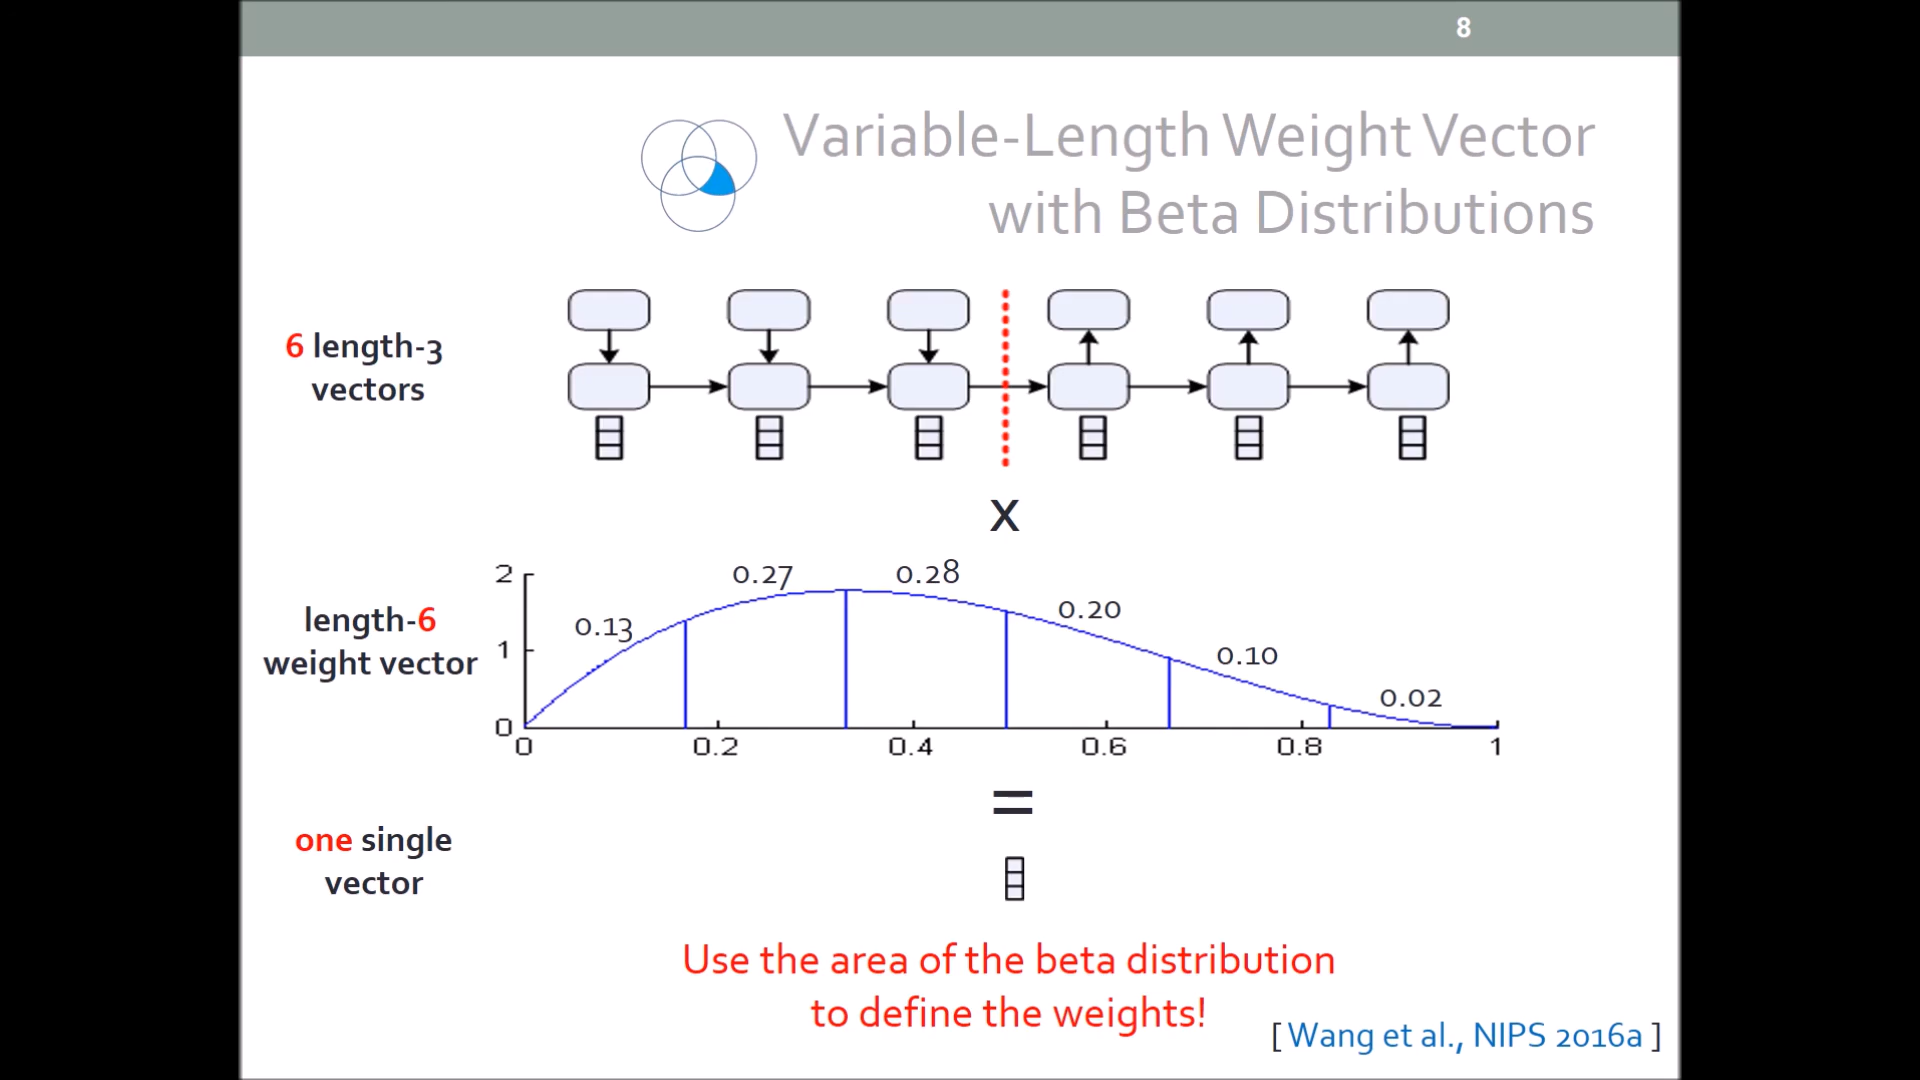 8
Variable-Length Weight Vector
with Beta Distributions
6 length-3
vectors
x
length-6
weight vector
2
1
0
0.13
0.27
0.28
0.20
0.10
0.02
0 0.2 0.4 0.6 0.8 1
=
one single
vector
Use the area of the beta distribution
to define the weights!
[ Wang et al., NIPS 2016a ]